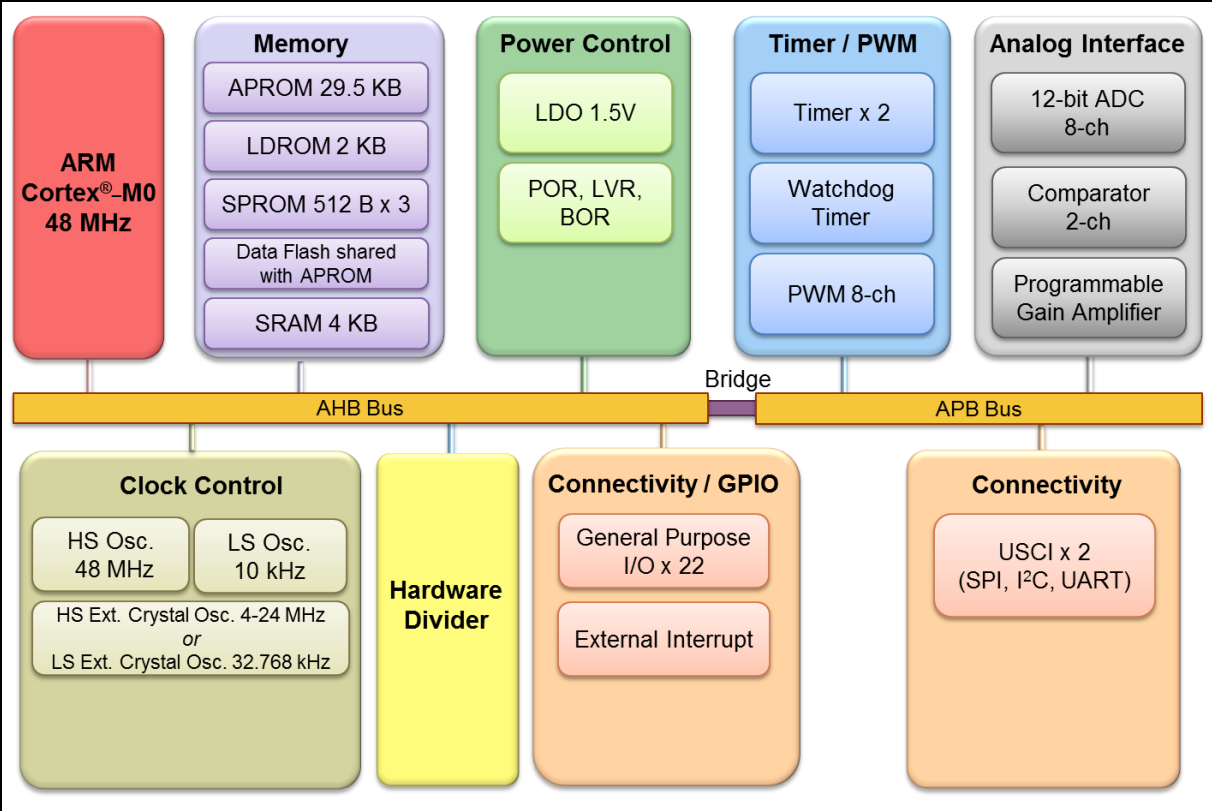 ARM
Cortex®–M0
48 MHz
Memory
APROM 29.5 KB
LDROM 2 KB
SPROM 512 B x 3
Data Flash shared
with APROM
SRAM 4 KB
Power Control
LDO 1.5V
POR, LVR,
BOR
Timer / PWM
Timer x 2
Watchdog
Timer
PWM 8-ch
Analog Interface
12-bit ADC
8-ch
Comparator
2-ch
Programmable
Gain Amplifier
AHB Bus
Bridge
APB Bus
Clock Control
HS Osc.
48 MHz
LS Osc.
10 kHz
HS Ext. Crystal Osc. 4-24 MHz
or
LS Ext. Crystal Osc. 32.768 kHz
Hardware
Divider
Connectivity / GPIO
General Purpose
I/O x 22
External Interrupt
Connectivity
USCI x 2
(SPI, I²C, UART)